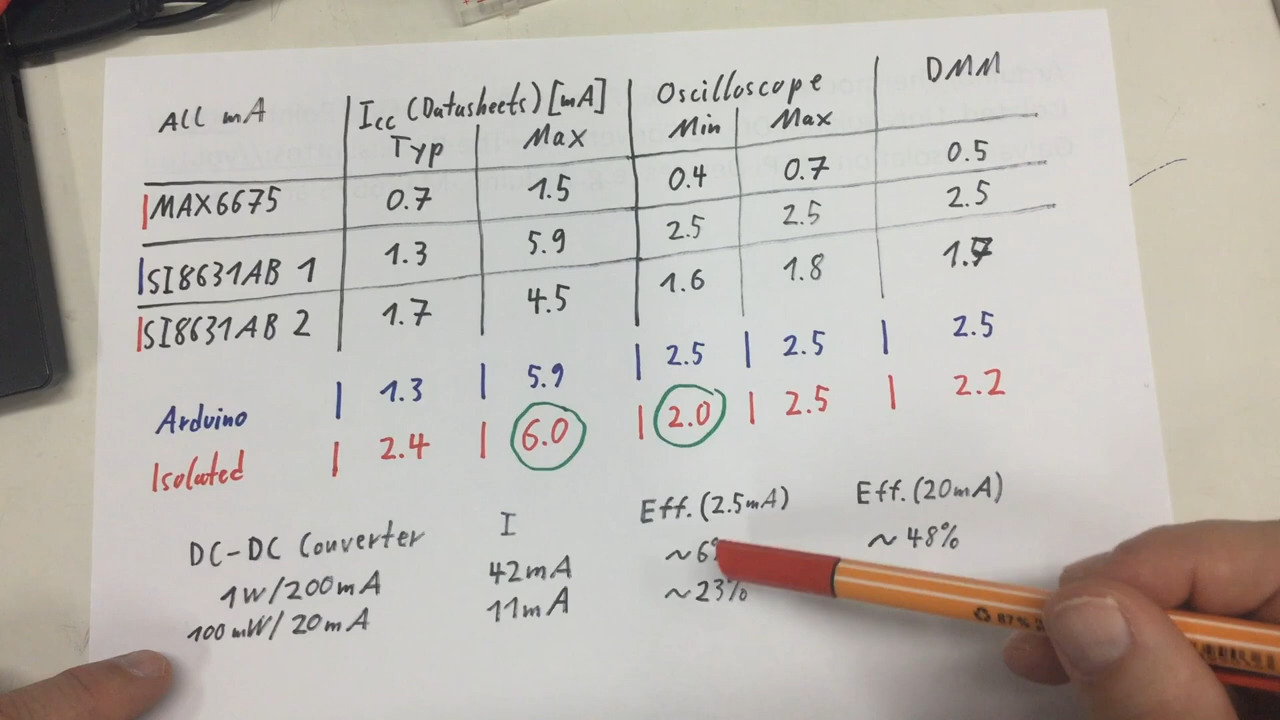 All mA Icc (Datasheets) [mA] Oscilloscope DMM
Typ Max Min Max
MAX6675 0.7 1.5 0.4 0.7 0.5
SI8631AB 1 1.3 5.9 2.5 2.5 2.5
SI8631AB 2 1.7 4.5 1.6 1.8 1.7
Arduino 1.3 5.9 2.5 2.5 2.5
Isolated 2.4 6.0 2.0 2.5 2.2
DC-DC Converter I Eff. (2.5mA) Eff. (20mA)
1W/200mA 42mA ~6 ~48%
100mW/20mA 11mA ~23%
87%